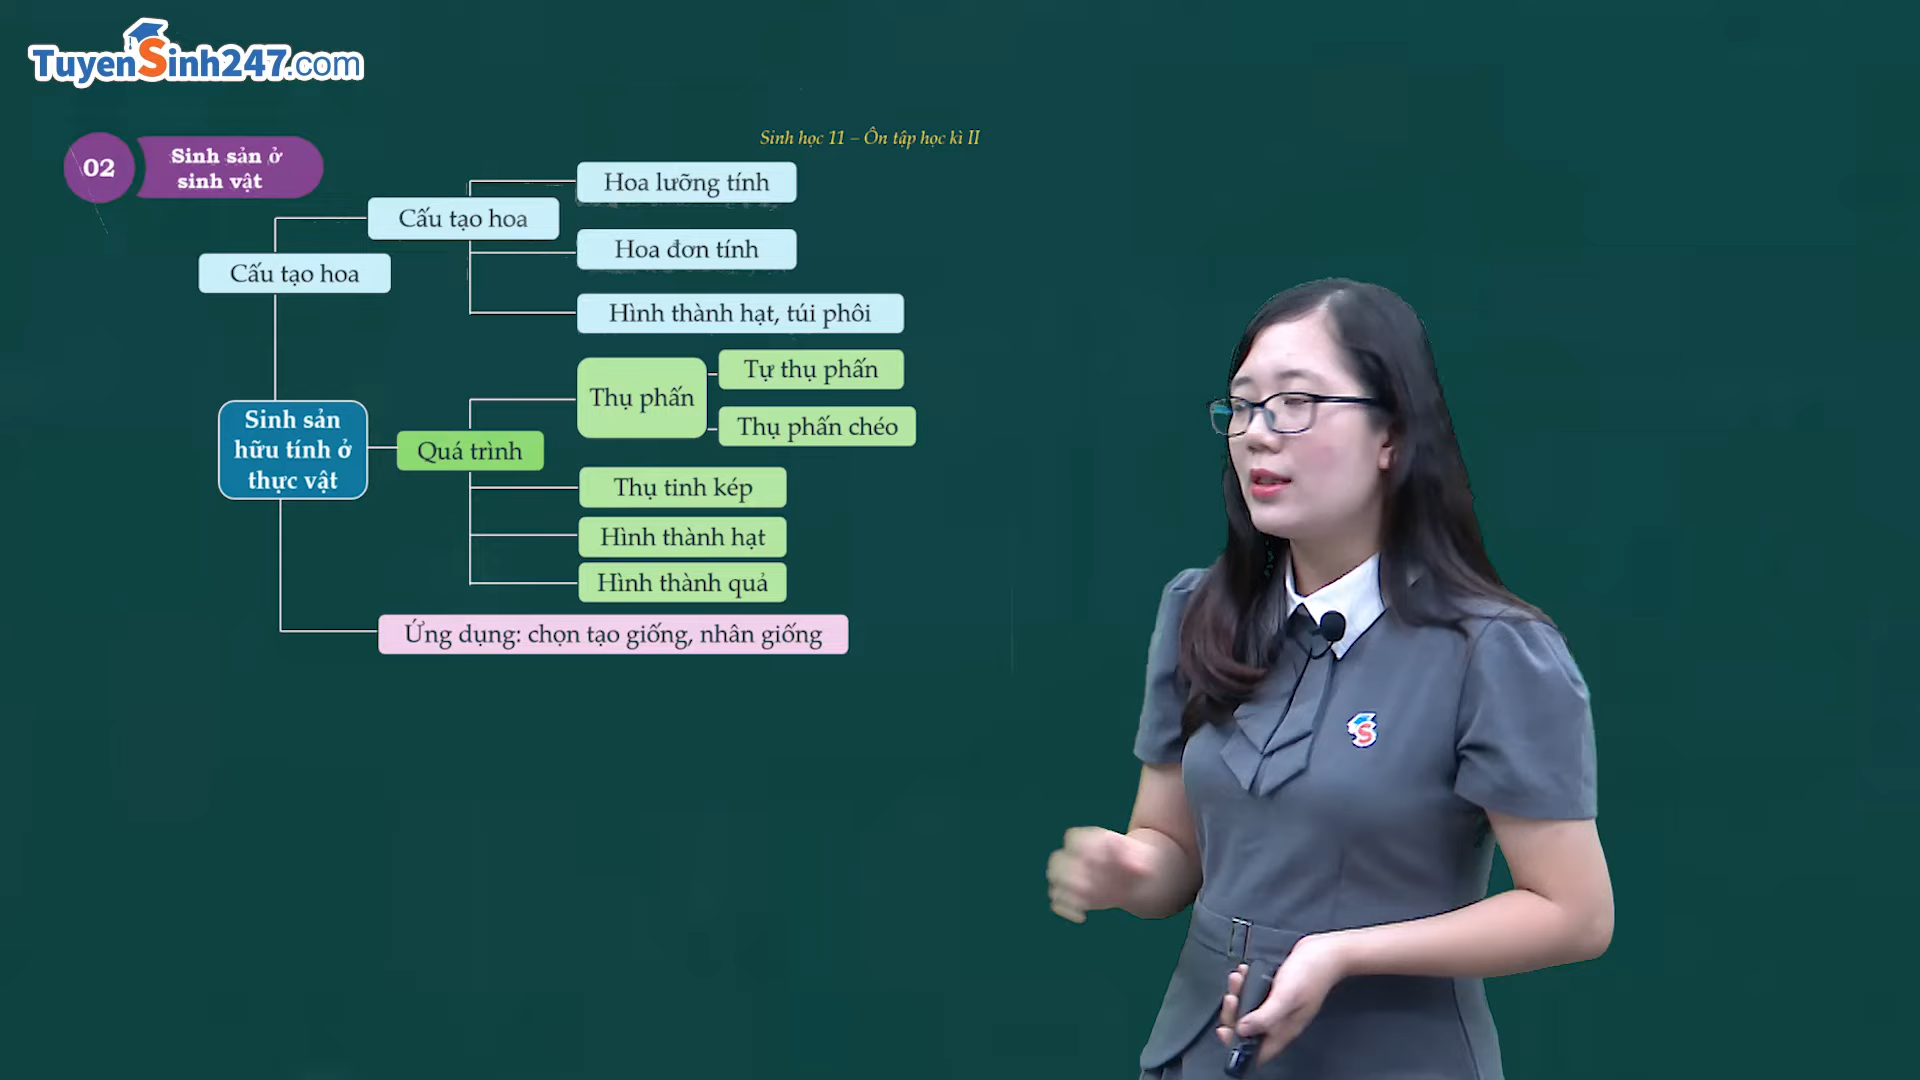 TuyenSinh247.com
Sinh học 11 – Ôn tập học kì II
02
Sinh sản ở
sinh vật
Hoa lưỡng tính
Cấu tạo hoa
Hoa đơn tính
Cấu tạo hoa
Hình thành hạt, túi phôi
Tự thụ phấn
Thụ phấn
Thụ phấn chéo
Sinh sản
hữu tính ở
thực vật
Quá trình
Thụ tinh kép
Hình thành hạt
Hình thành quả
Ứng dụng: chọn tạo giống, nhân giống
S